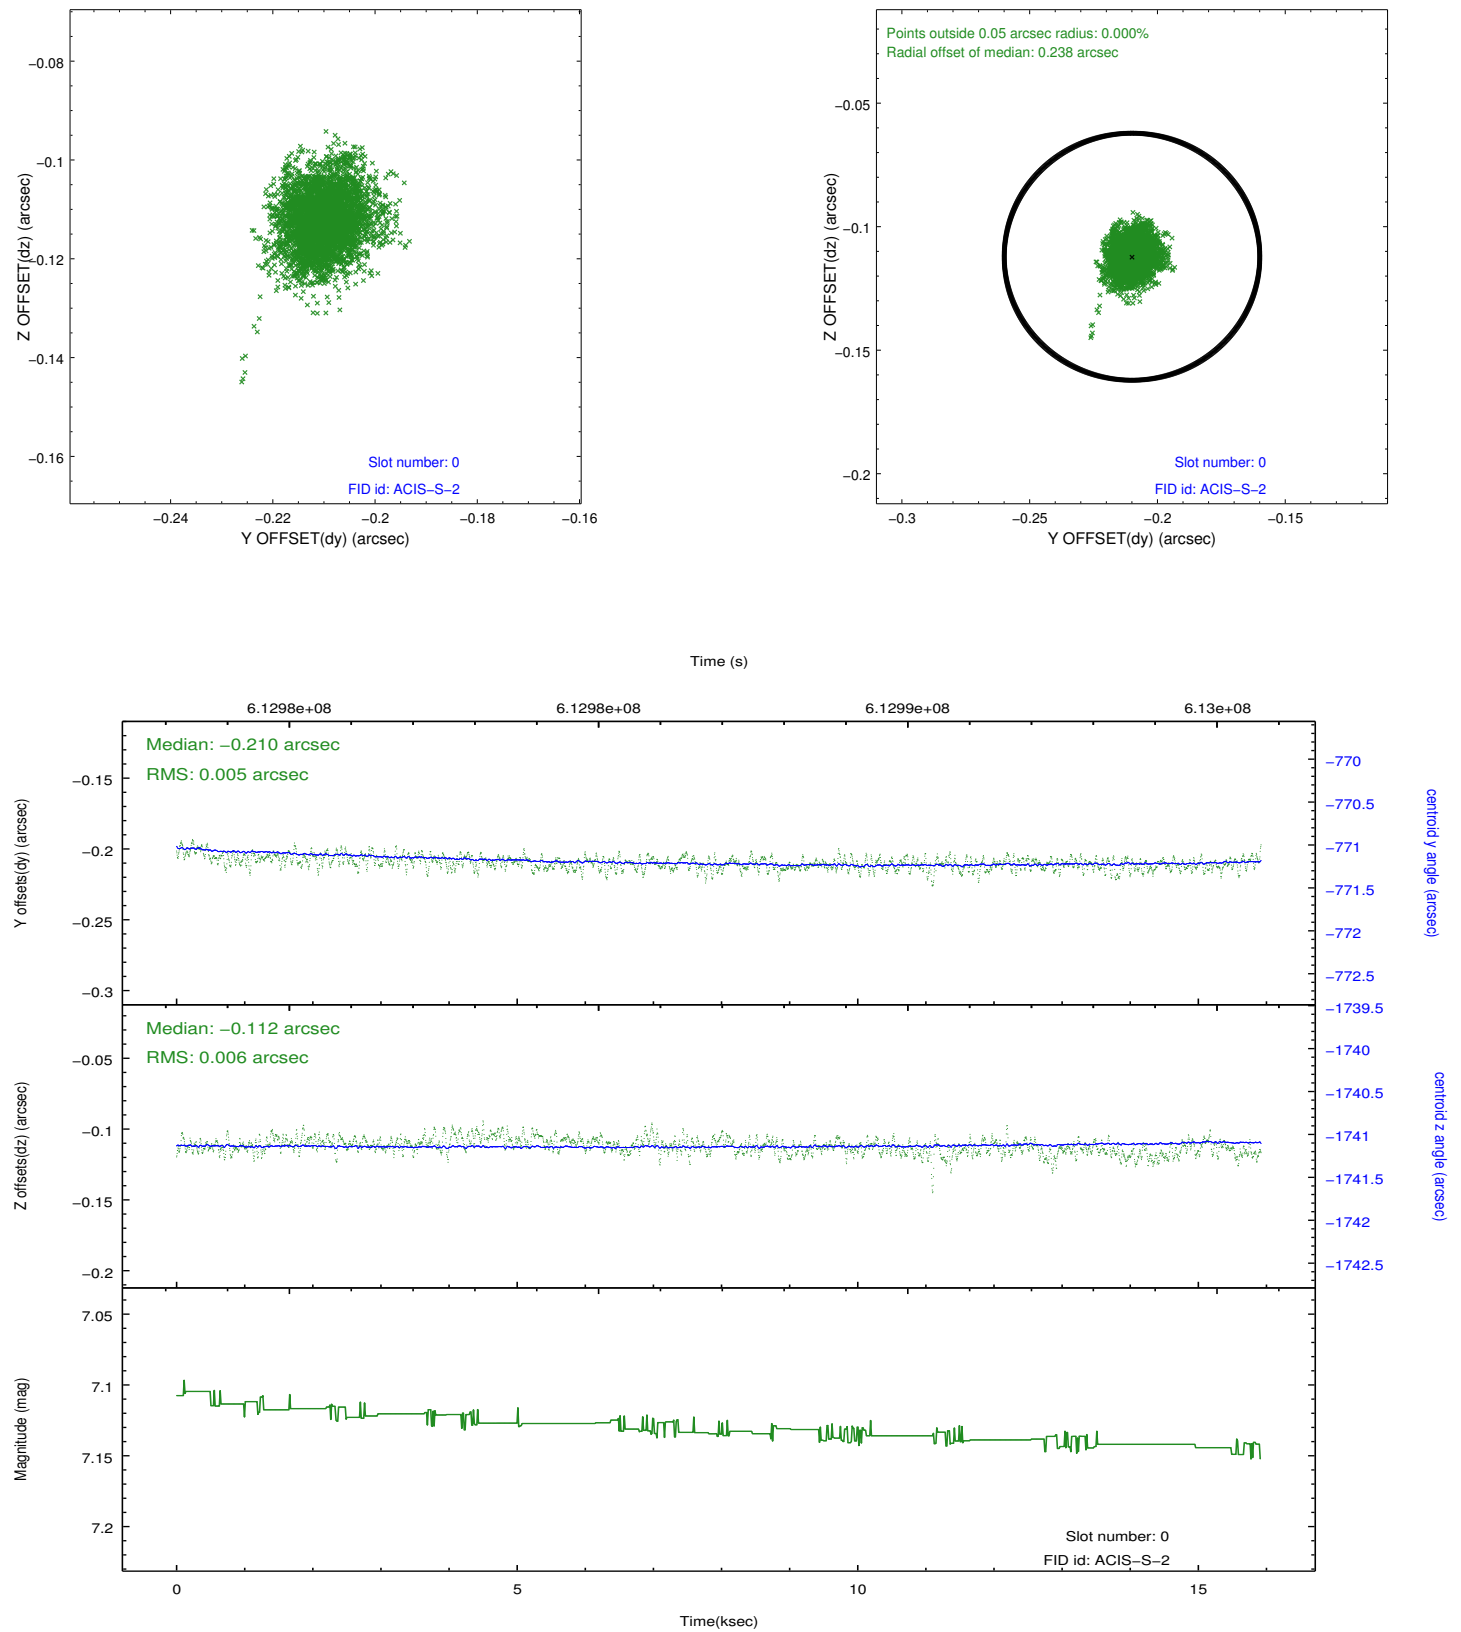 −0.08
−0.1
−0.12
−0.14
−0.16
Z OFFSET(dz) (arcsec)
Slot number: 0
FID id: ACIS−S−2
−0.24
−0.22
−0.2
−0.18
−0.16
Y OFFSET(dy) (arcsec)
Points outside 0.05 arcsec radius: 0.000%
Radial offset of median: 0.238 arcsec
−0.05
−0.1
−0.15
−0.2
Z OFFSET(dz) (arcsec)
Slot number: 0
FID id: ACIS−S−2
−0.3
−0.25
−0.2
−0.15
Y OFFSET(dy) (arcsec)
Time (s)
6.1298e+08
6.1298e+08
6.1299e+08
6.13e+08
Median: −0.210 arcsec
RMS: 0.005 arcsec
−0.15
−0.2
−0.25
−0.3
Y offsets(dy) (arcsec)
−770
−770.5
−771
−771.5
−772
−772.5
centroid y angle (arcsec)
Median: −0.112 arcsec
RMS: 0.006 arcsec
−0.05
−0.1
−0.15
−0.2
Z offsets(dz) (arcsec)
−1739.5
−1740
−1740.5
−1741
−1741.5
−1742
−1742.5
centroid z angle (arcsec)
7.05
7.1
7.15
7.2
Magnitude (mag)
Slot number: 0
FID id: ACIS−S−2
0
5
10
15
Time(ksec)